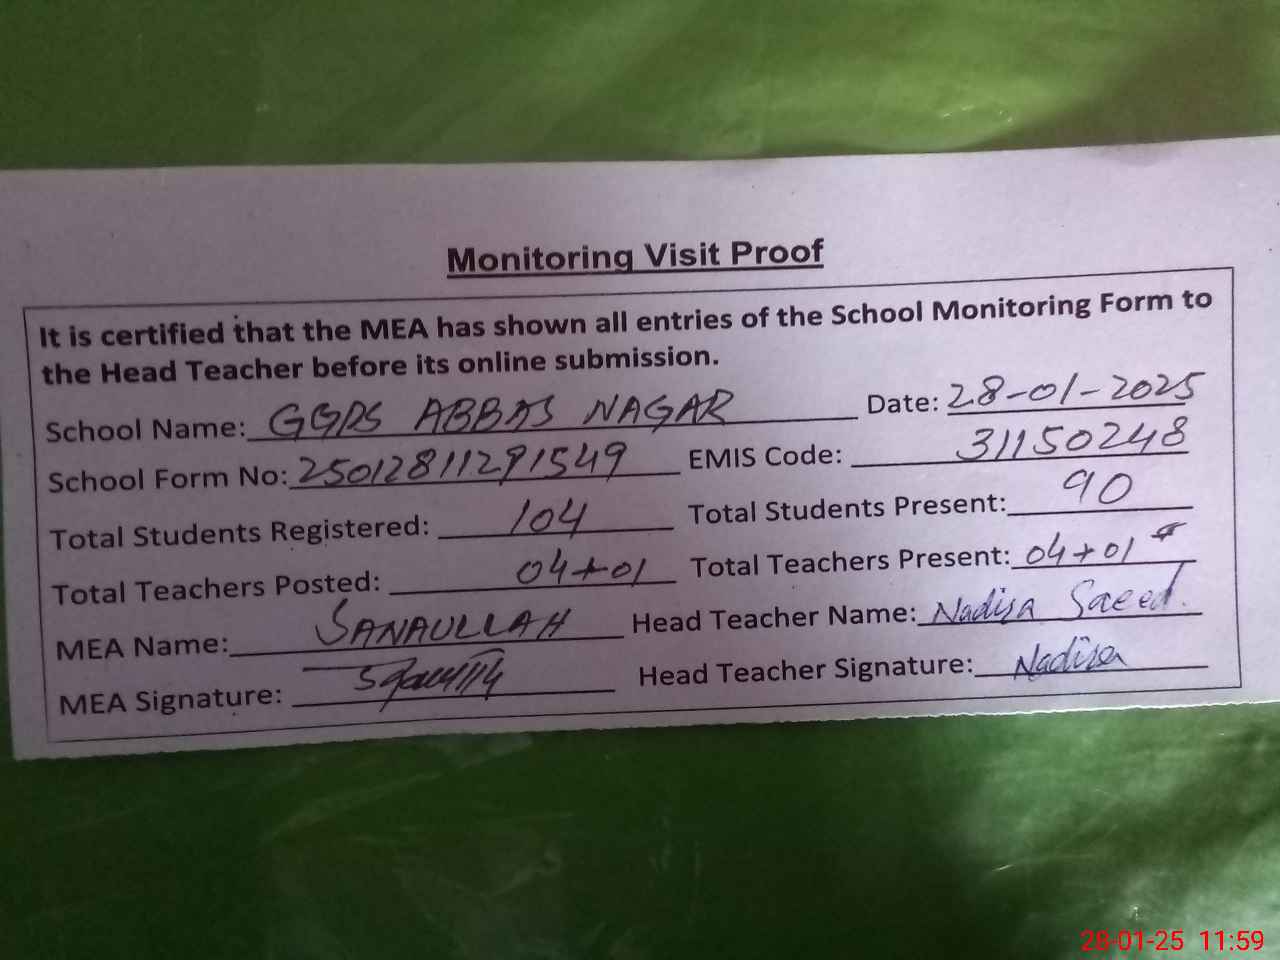 Monitoring Visit Proof
It is certified that the MEA has shown all entries of the School Monitoring Form to
the Head Teacher before its online submission.
School Name: GGPS ABBAS NAGAR Date: 28-01-2025
School Form No: 25012811291549 EMIS Code: 31150248
Total Students Registered: 104 Total Students Present: 90
Total Teachers Posted: 04+01 Total Teachers Present: 04+01
MEA Name: SANAULLAH Head Teacher Name: Nadisa Saeed.
MEA Signature: Head Teacher Signature: Nadisa
28-01-25 11:59